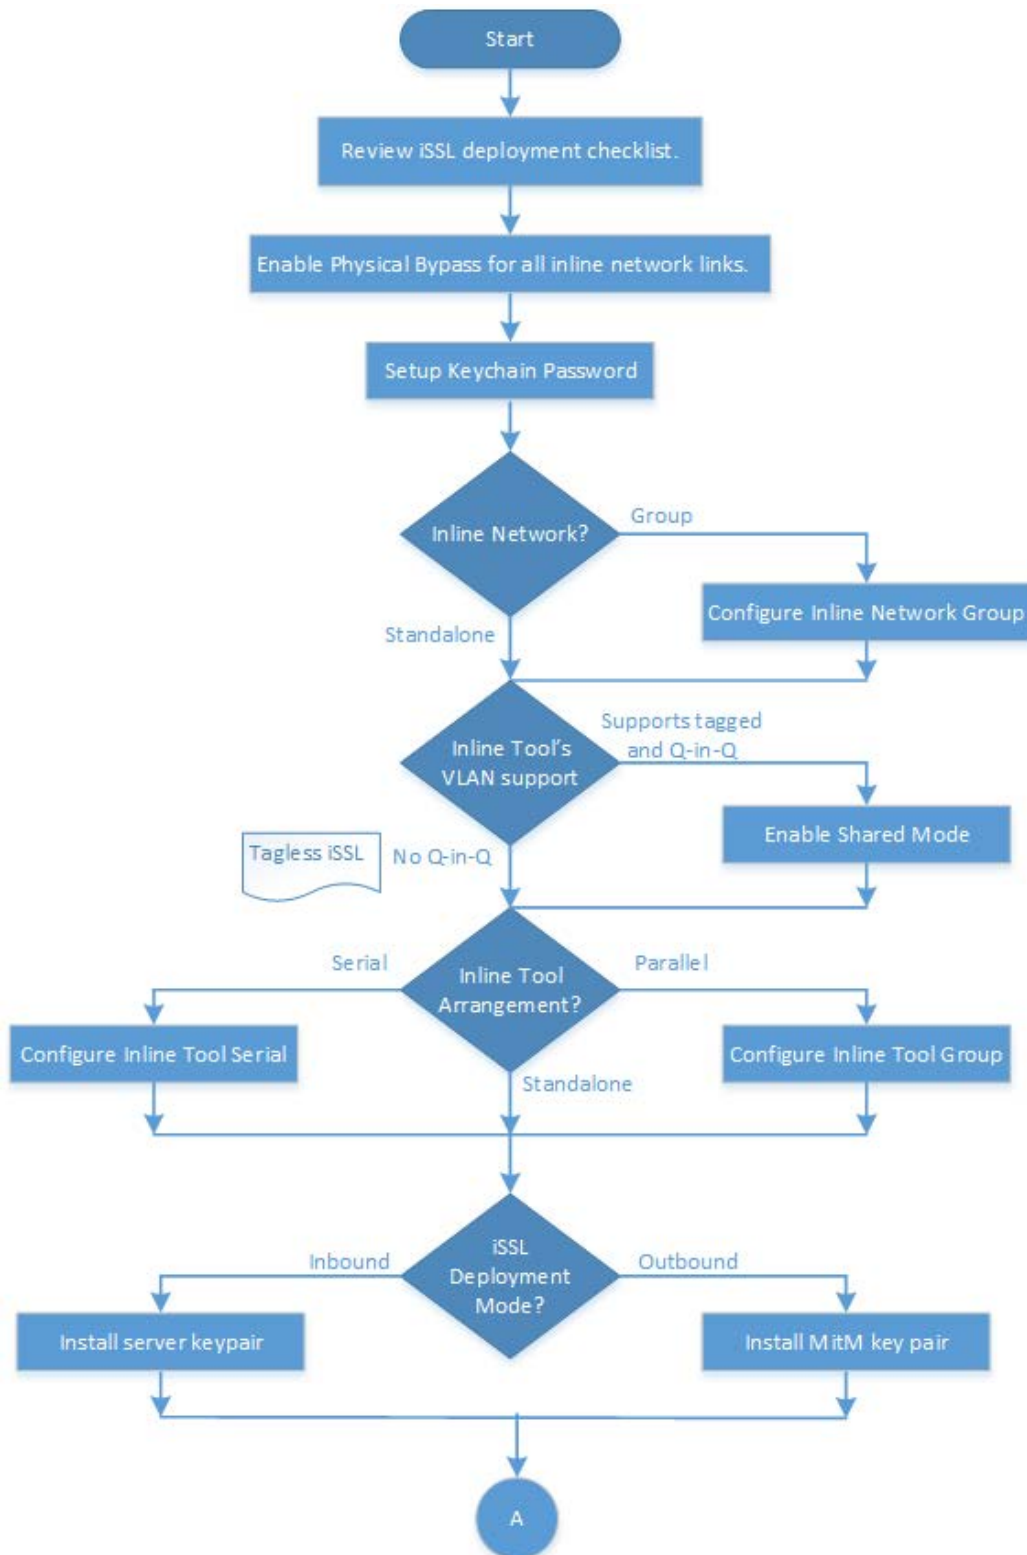 Start
Review iSSL deployment checklist.
Enable Physical Bypass for all inline network links.
Setup Keychain Password
Inline Network?
Group
Configure Inline Network Group
Standalone
Inline Tool's
VLAN support
Supports tagged
and Q-in-Q
Enable Shared Mode
Tagless iSSL
No Q-in-Q
Serial
Inline Tool
Arrangement?
Parallel
Configure Inline Tool Serial
Configure Inline Tool Group
Standalone
Inbound
iSSL
Deployment
Mode?
Outbound
Install server keypair
Install MitM key pair
A